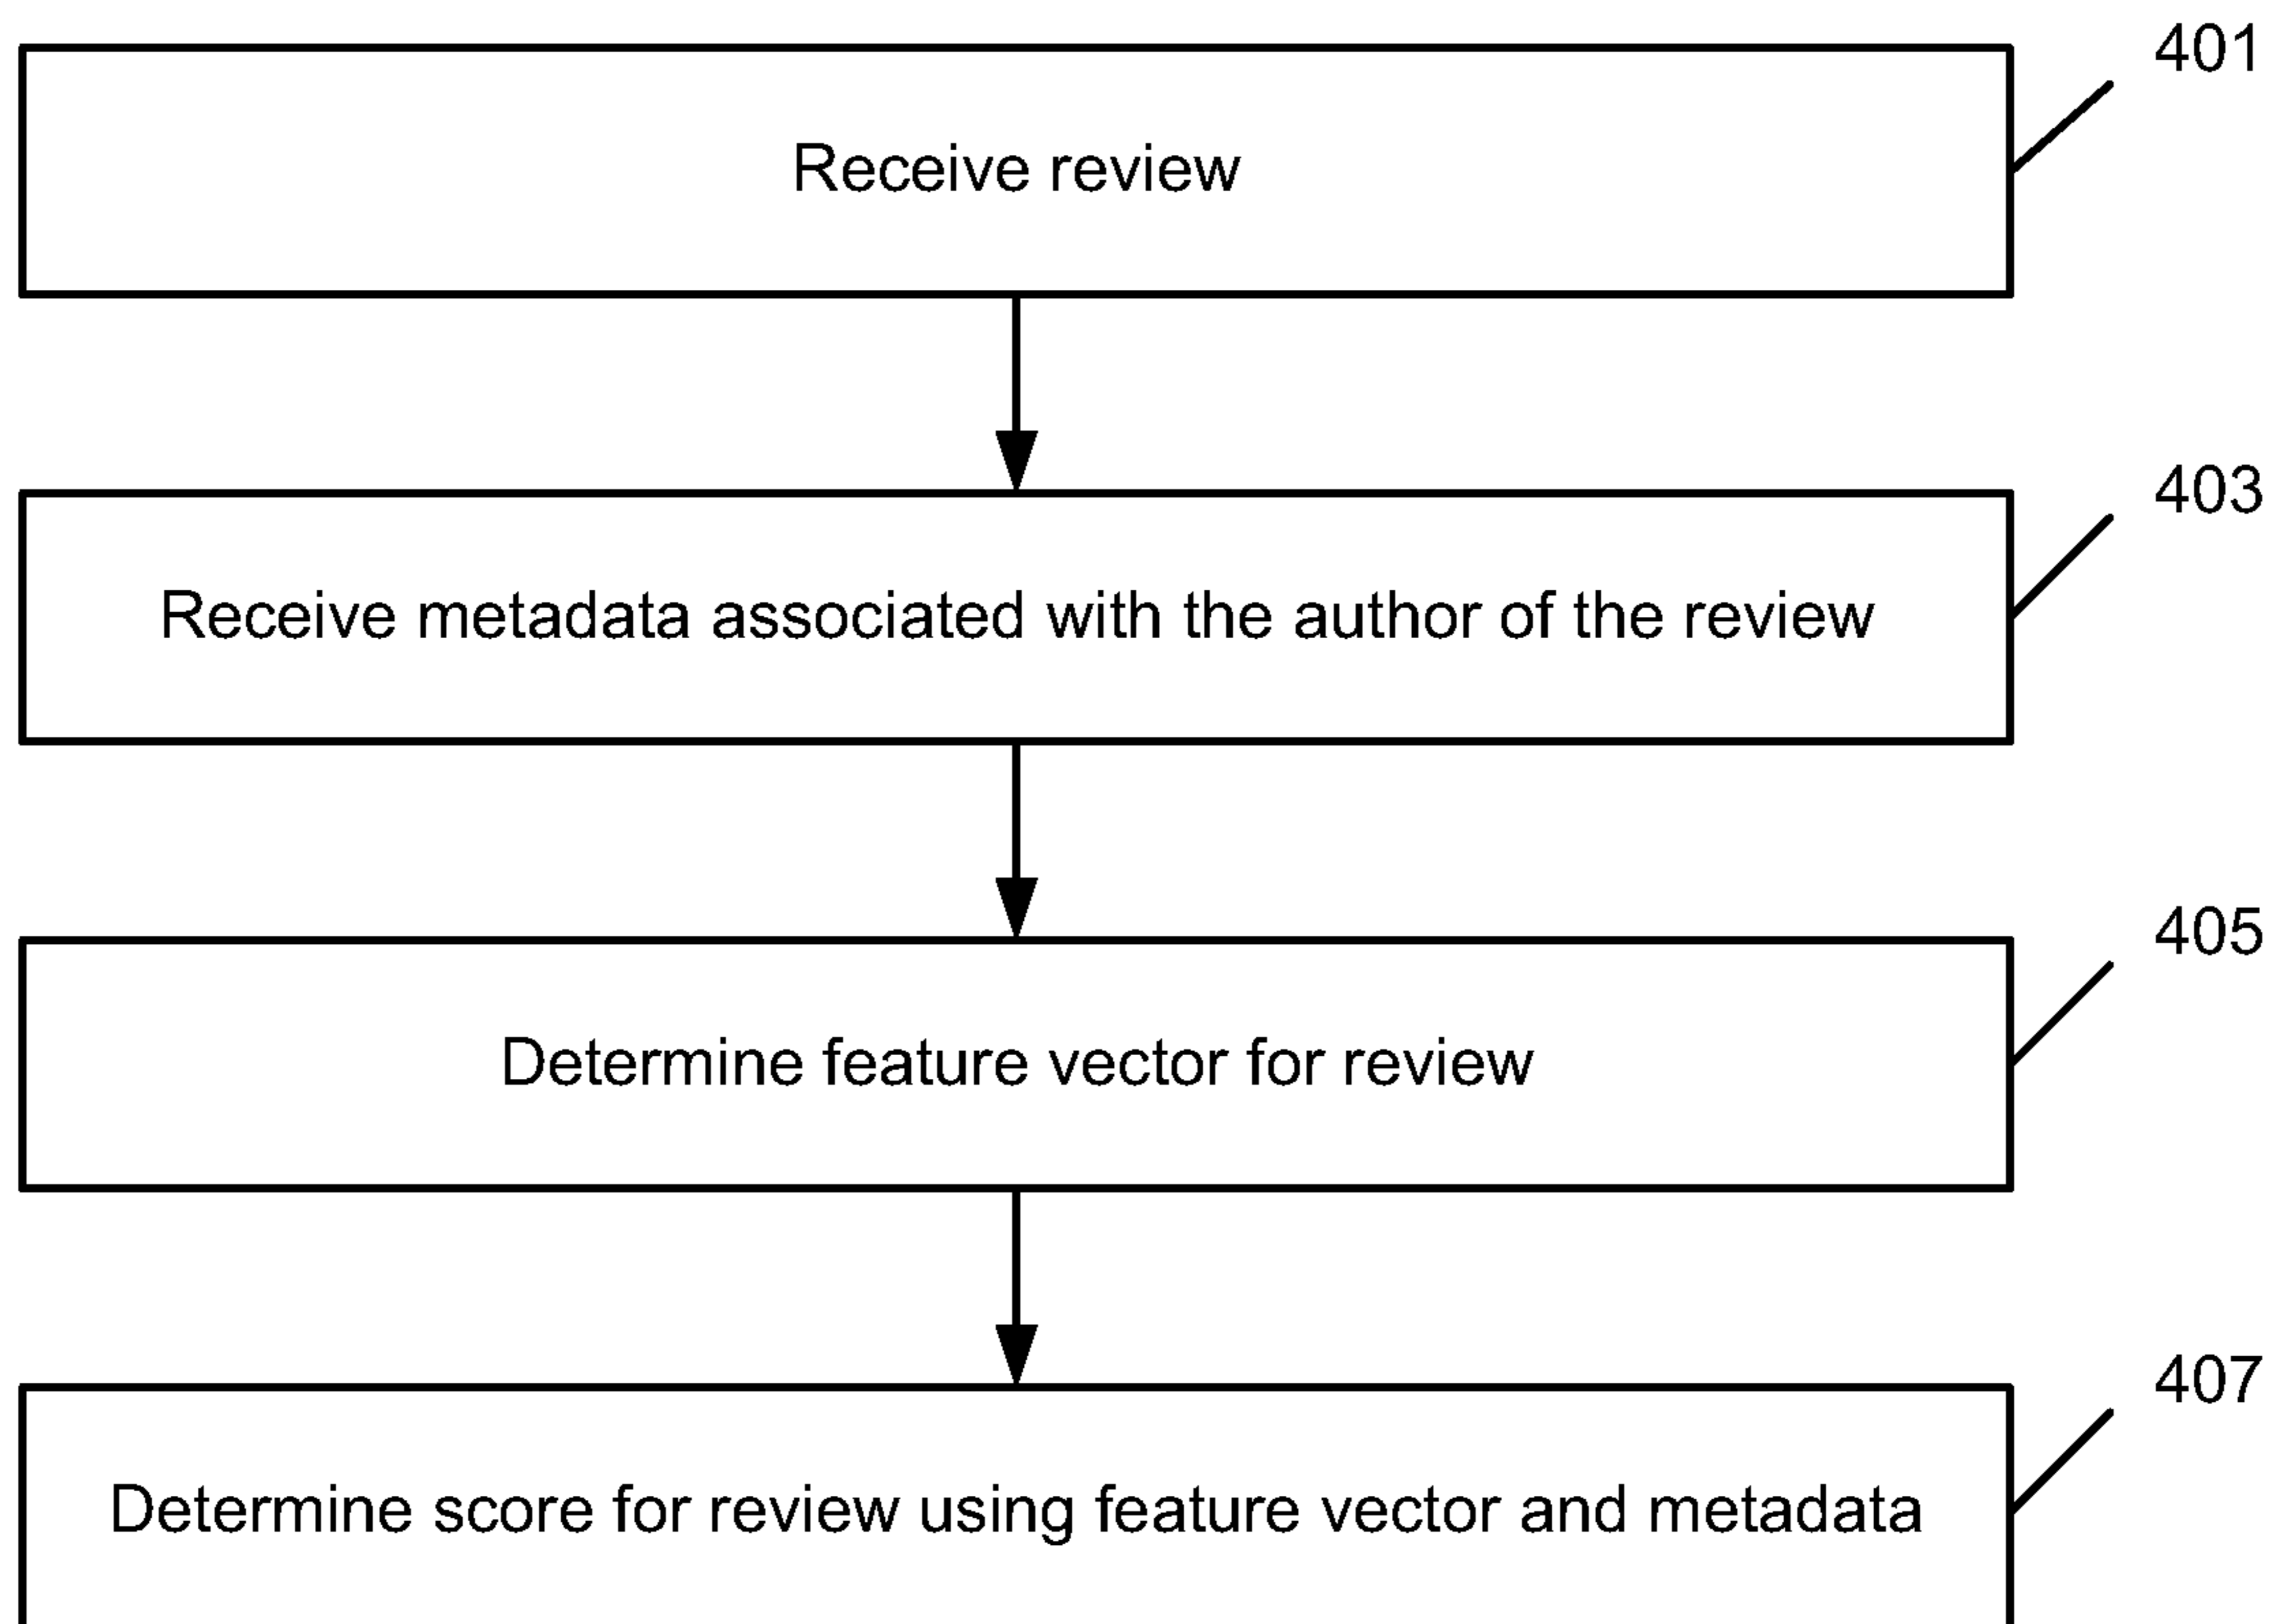 401
Receive review
403
Receive metadata associated with the author of the review
405
Determine feature vector for review
407
Determine score for review using feature vector and metadata